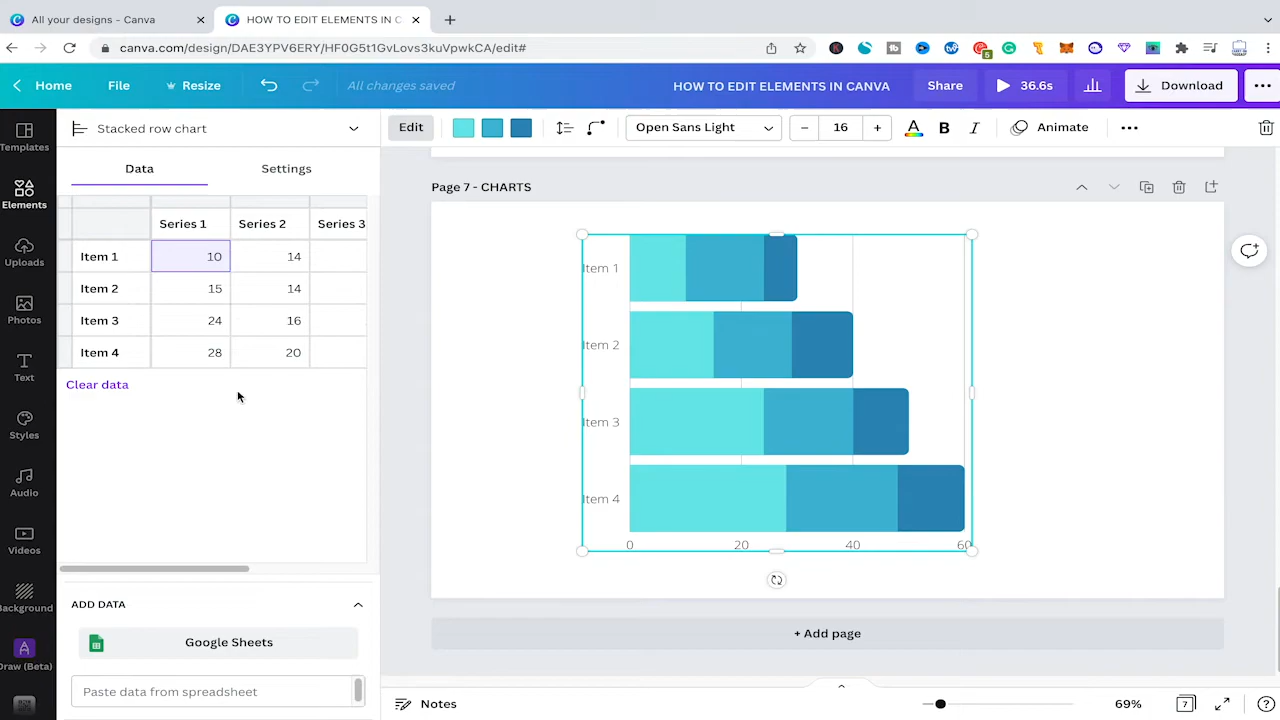 All your designs - Canva
HOW TO EDIT ELEMENTS IN C
canva.com/design/DAE3YPV6ERY/HF0G5t1GvLovs3kuVpwkCA/edit#
5
Home
File
Resize
All changes saved
HOW TO EDIT ELEMENTS IN CANVA
Share
36.6s
Download
Templates
Elements
Uploads
Photos
Text
Styles
Audio
Videos
Background
Draw (Beta)
Stacked row chart
Data
Settings
Series 1 Series 2 Series 3
Item 1 10 14
Item 2 15 14
Item 3 24 16
Item 4 28 20
Clear data
ADD DATA
Google Sheets
Paste data from spreadsheet
Edit
Open Sans Light
– 16 +
A
B
I
Animate
Page 7 - CHARTS
Item 1
Item 2
Item 3
Item 4
0 20 40 60
+ Add page
Notes
69%
7
?